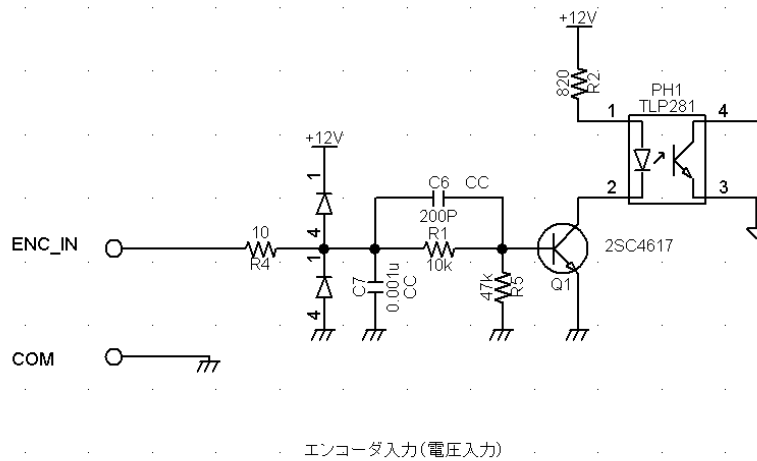 +12V
820
R2
PH1
TLP281
1
4
2
3
+12V
1
4
C6 CC
200P
ENC_IN
10
R4
R1
10k
1
4
C7
0.001u
CC
47k
R5
2SC4617
Q1
COM
エンコーダ入力(電圧入力)